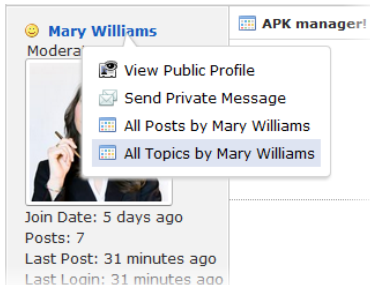 Mary Williams
APK manager!
Modera
View Public Profile
Send Private Message
All Posts by Mary Williams
All Topics by Mary Williams
Join Date: 5 days ago
Posts: 7
Last Post: 31 minutes ago
Last Login: 31 minutes ago